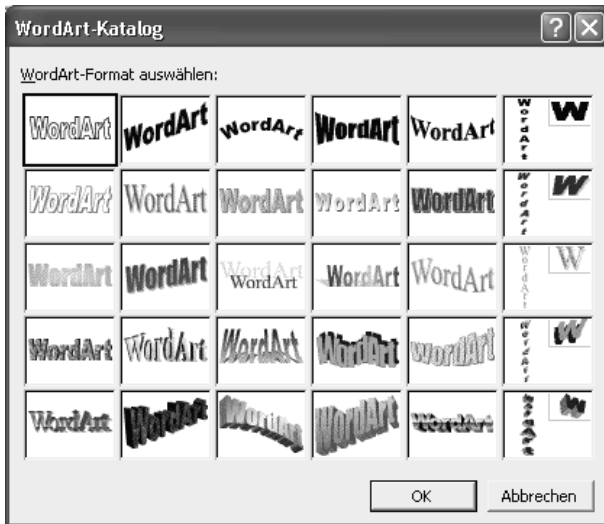 WordArt-Katalog
WordArt-Format auswählen:
WordArt WordArt WordArt WordArt WordArt WordArt W
WordArt WordArt WordArt WordArt WordArt WordArt W
WordArt WordArt WordArt WordArt WordArt WordArt WordArt W
WordArt WordArt WordArt WordArt WordArt WordArt W
WordArt WordArt WordArt WordArt WordArt WordArt W
OK Abbrechen